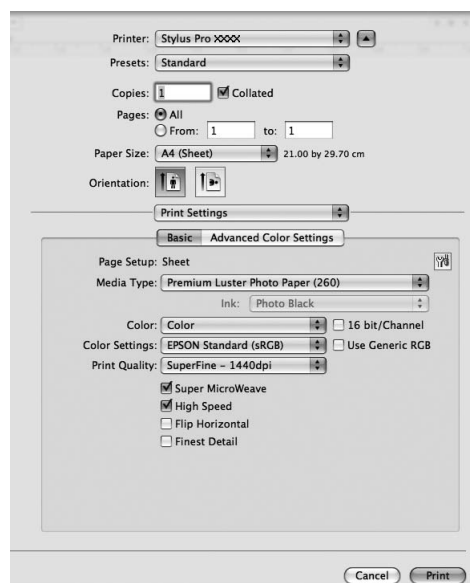 Printer: Stylus Pro XXXX
Presets: Standard
Copies: 1 Collated
Pages: All
From: 1 to: 1
Paper Size: A4 (Sheet) 21.00 by 29.70 cm
Orientation:
Print Settings
Basic Advanced Color Settings
Page Setup: Sheet
Media Type: Premium Luster Photo Paper (260)
Ink: Photo Black
Color: Color 16 bit/Channel
Color Settings: EPSON Standard (sRGB) Use Generic RGB
Print Quality: SuperFine - 1440dpi
Super MicroWeave
High Speed
Flip Horizontal
Finest Detail
Cancel Print